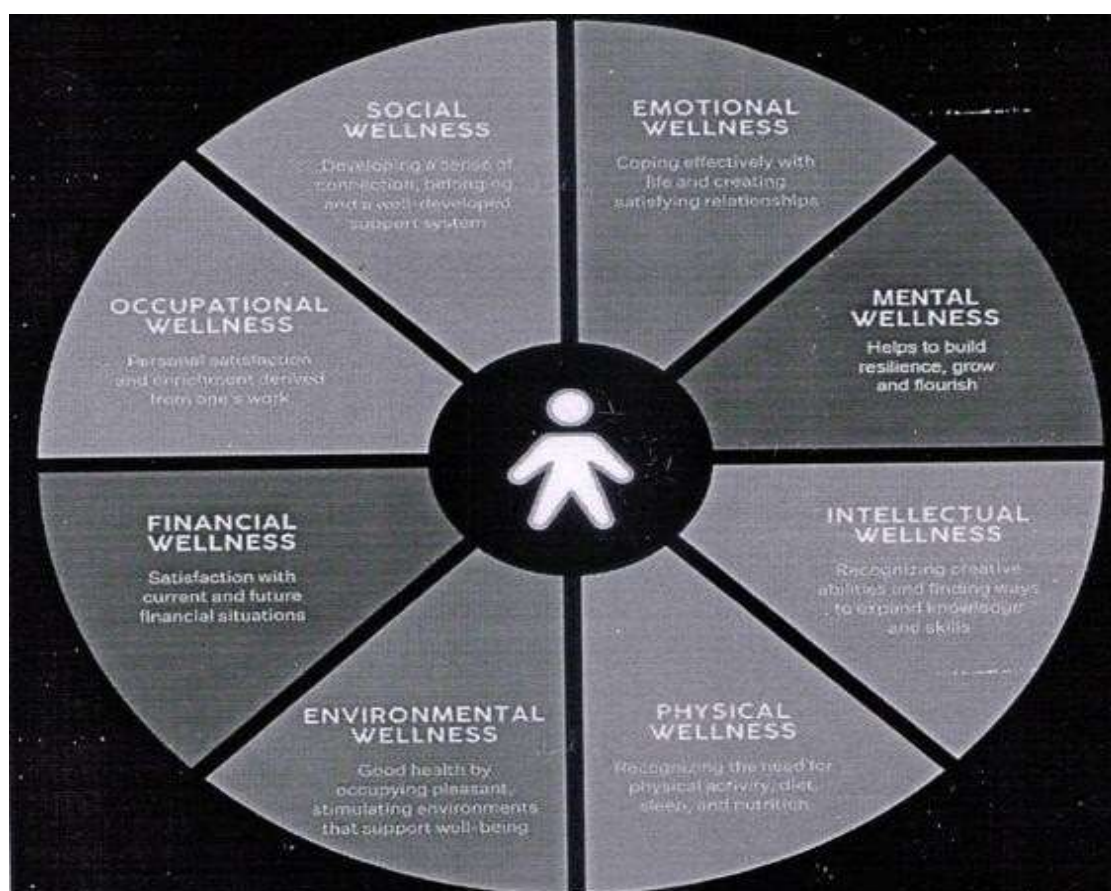 SOCIAL
WELLNESS
Developing a sense of
connection, belonging
and a well-developed
support system
EMOTIONAL
WELLNESS
Coping effectively with
life and creating
satisfying relationships
MENTAL
WELLNESS
Helps to build
resilience, grow
and flourish
INTELLECTUAL
WELLNESS
Recognizing creative
abilities and finding ways
to expand knowledge
and skills
PHYSICAL
WELLNESS
Recognizing the need for
physical activity, diet,
sleep, and nutrition
ENVIRONMENTAL
WELLNESS
Good health by
occupying pleasant,
stimulating environments
that support well-being
FINANCIAL
WELLNESS
Satisfaction with
current and future
financial situations
OCCUPATIONAL
WELLNESS
Personal satisfaction
and enrichment derived
from one's work